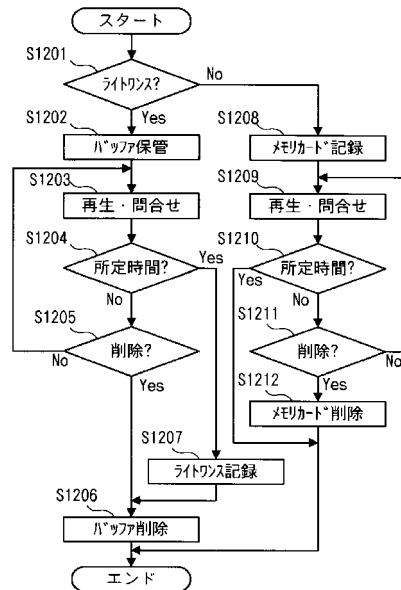 スタート
S1201
ライトワンス?
No
Yes
S1202
バッファ保管
S1208
メモリカード記録
S1203
再生・問合せ
S1209
再生・問合せ
S1204
所定時間?
Yes
No
S1210
所定時間?
Yes
No
S1205
削除?
No
Yes
S1211
削除?
No
Yes
S1212
メモリカード削除
S1207
ライトワンス記録
S1206
バッファ削除
エンド